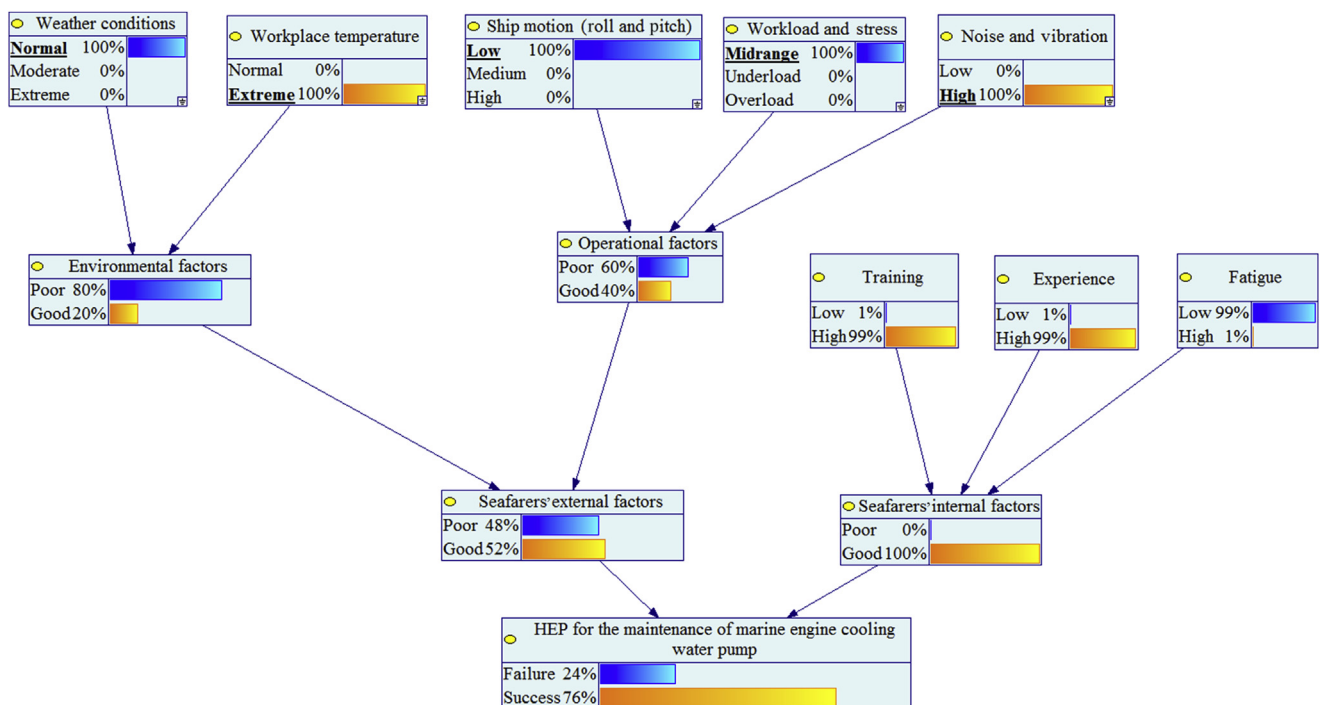 Weather conditions
Normal 100%
Moderate 0%
Extreme 0%
Workplace temperature
Normal 0%
Extreme 100%
Ship motion (roll and pitch)
Low 100%
Medium 0%
High 0%
Workload and stress
Midrange 100%
Underload 0%
Overload 0%
Noise and vibration
Low 0%
High 100%
Environmental factors
Poor 80%
Good 20%
Operational factors
Poor 60%
Good 40%
Training
Low 1%
High 99%
Experience
Low 1%
High 99%
Fatigue
Low 99%
High 1%
Seafarers' external factors
Poor 48%
Good 52%
Seafarers' internal factors
Poor 0%
Good 100%
HEP for the maintenance of marine engine cooling
water pump
Failure 24%
Success 76%